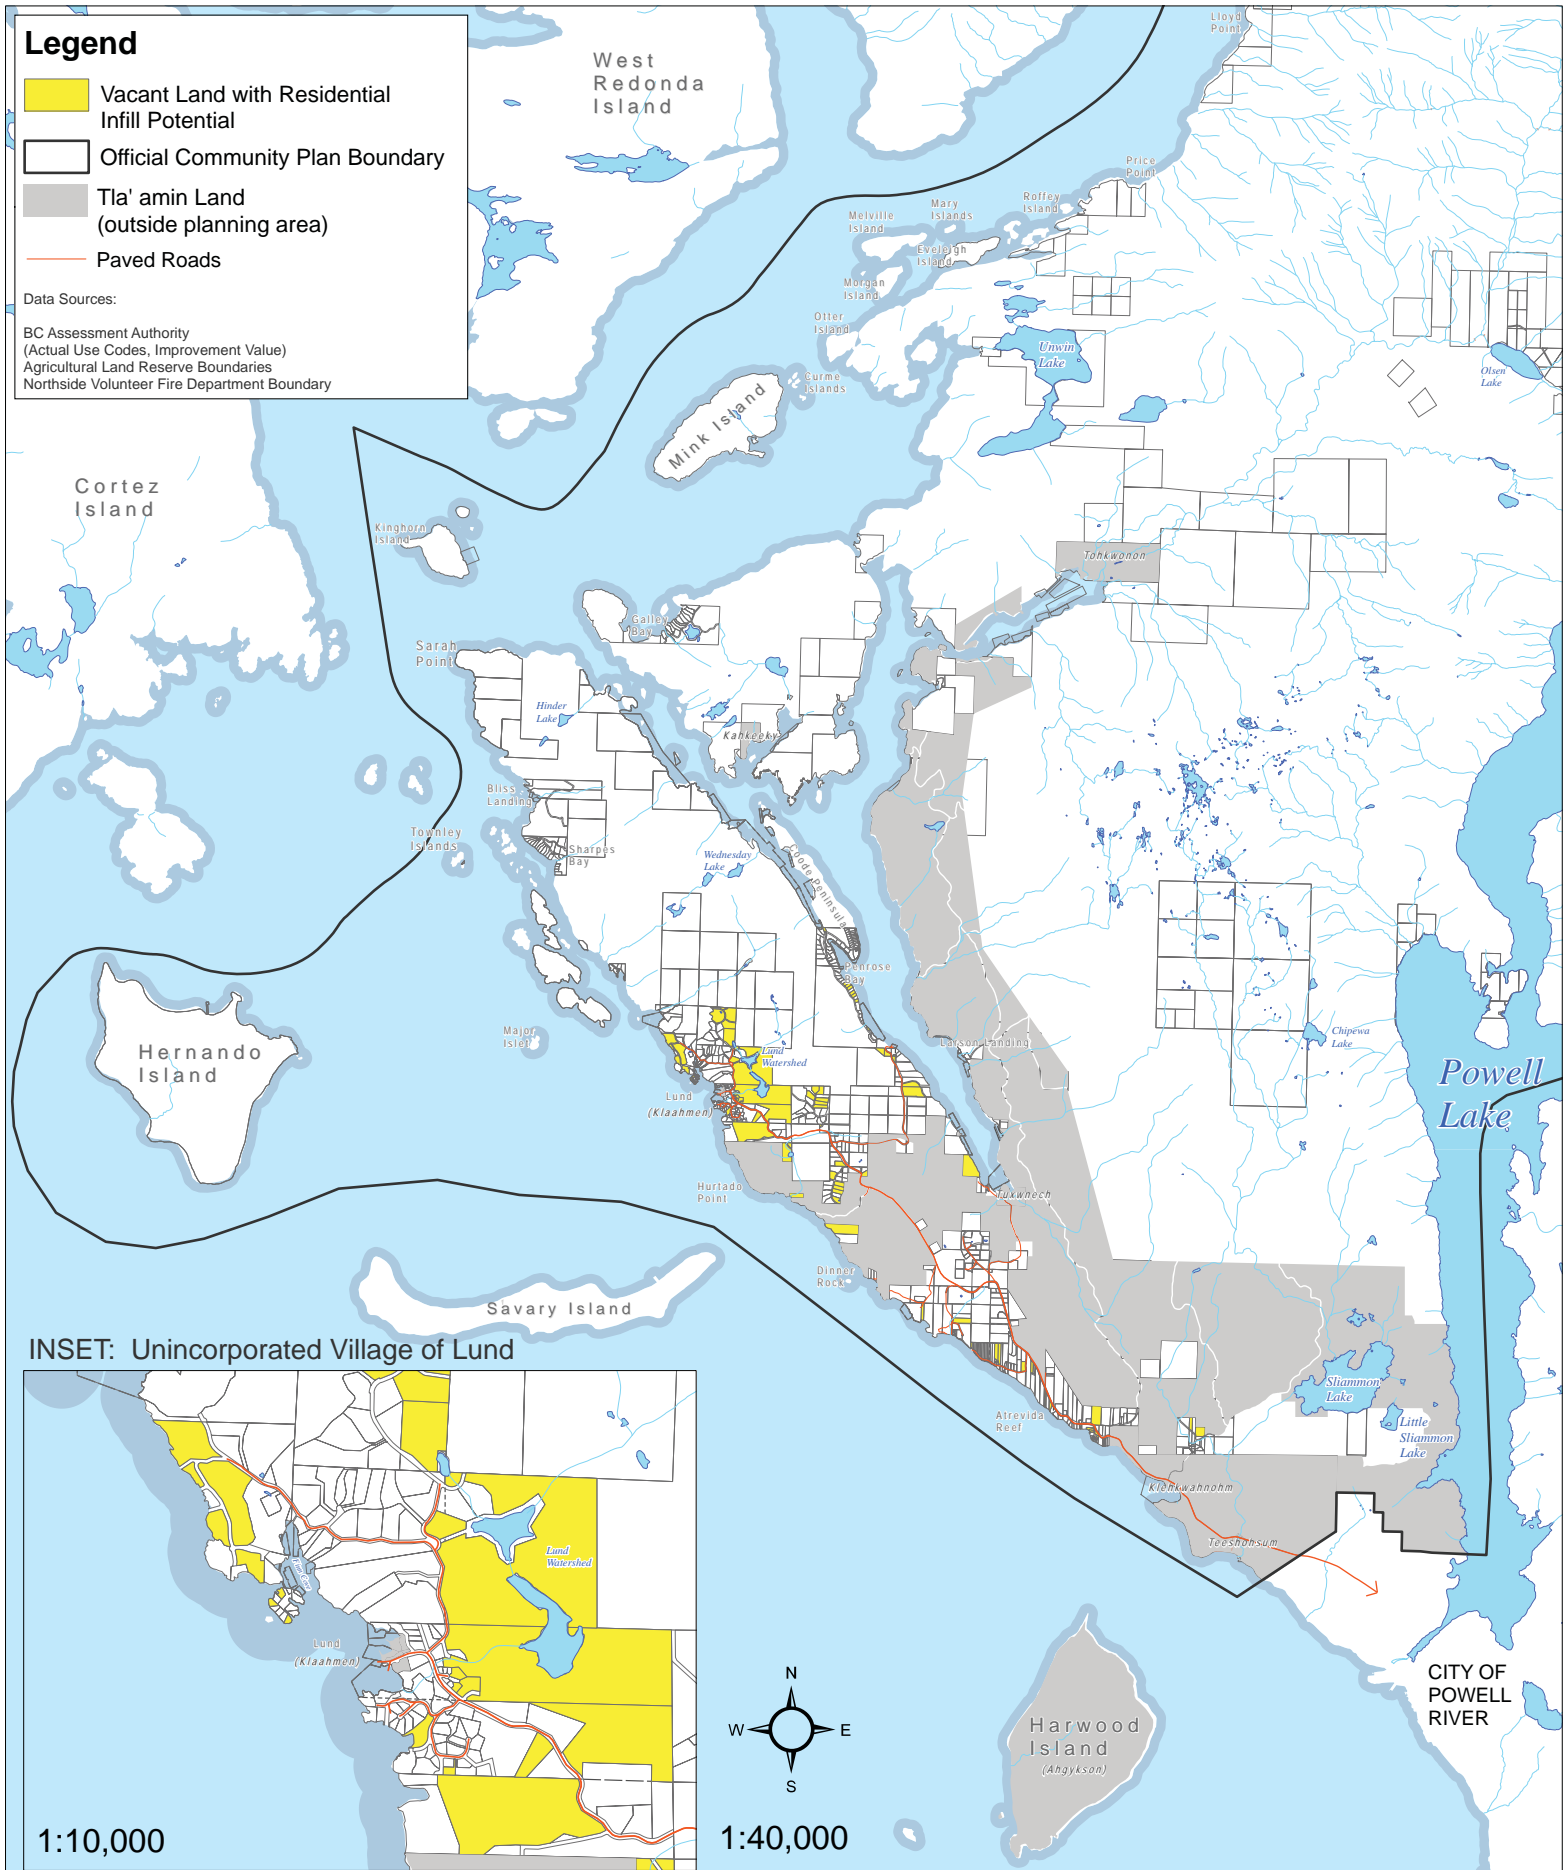 Legend
Vacant Land with Residential
Infill Potential
Official Community Plan Boundary
Tla' amin Land
(outside planning area)
Paved Roads
Data Sources:
BC Assessment Authority
(Actual Use Codes, Improvement Value)
Agricultural Land Reserve Boundaries
Northside Volunteer Fire Department Boundary
Lloyd
Point
West
Redonda
Island
Price
Point
Roffey
Island
Mary
Islands
Melville
Island
Eveleigh
Island
Morgan
Island
Otter
Island
Unwin
Lake
Curme
Islands
Olsen
Lake
Mink Island
Cortez
Island
Kinghorn
Island
Tohkwonon
Galley
Bay
Sarah
Point
Hinder
Lake
Kahkeeky
Bliss
Landing
Townley
Islands
Sharpes
Bay
Wednesday
Lake
Coode Peninsula
Penrose
Bay
Major
Islet
Larson Landing
Chipewa
Lake
Hernando
Island
Lund
Watershed
Powell
Lake
Lund
(Klaahmen)
Hurtado
Point
Tuxwnech
Dinner
Rock
Savary Island
Sliammon
Lake
Little
Sliammon
Lake
Atrevida
Reef
Klehkwahnohm
Teeshohsum
INSET: Unincorporated Village of Lund
Lund
Watershed
Finn Cove
Lund
(Klaahmen)
1:10,000
N
W
E
S
1:40,000
Harwood
Island
(Ahgykson)
CITY OF
POWELL
RIVER